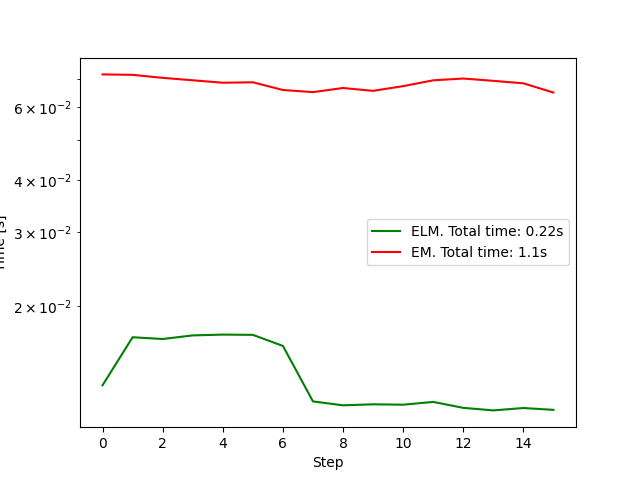 6 × 10⁻²
4 × 10⁻²
3 × 10⁻²
2 × 10⁻²
Time [s]
ELM. Total time: 0.22s
EM. Total time: 1.1s
0 2 4 6 8 10 12 14
Step